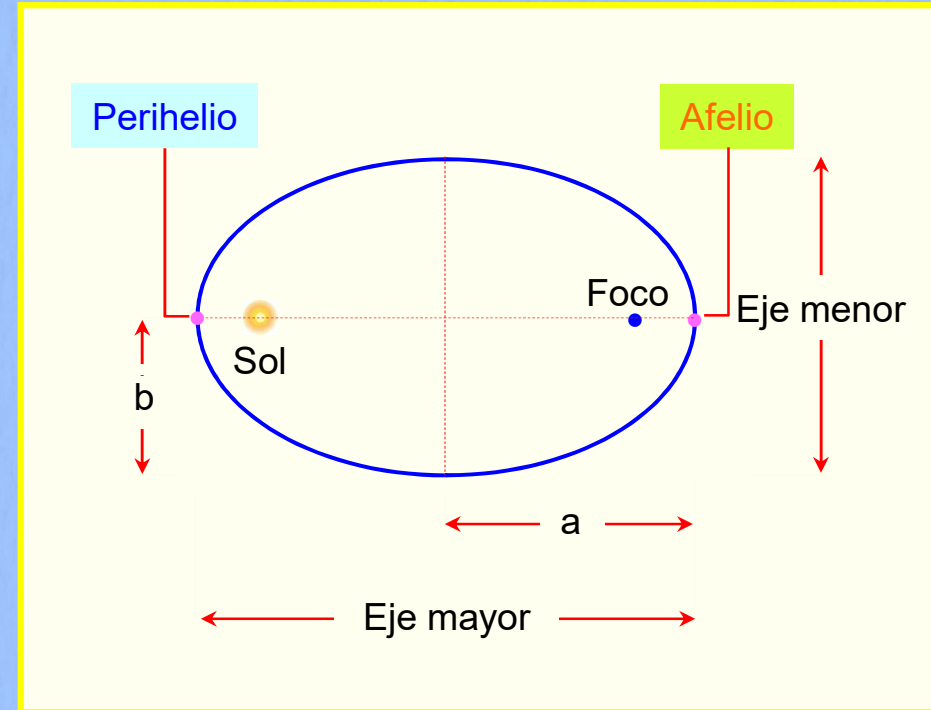 Perihelio
Afelio
Foco
Eje menor
Sol
b
a
Eje mayor